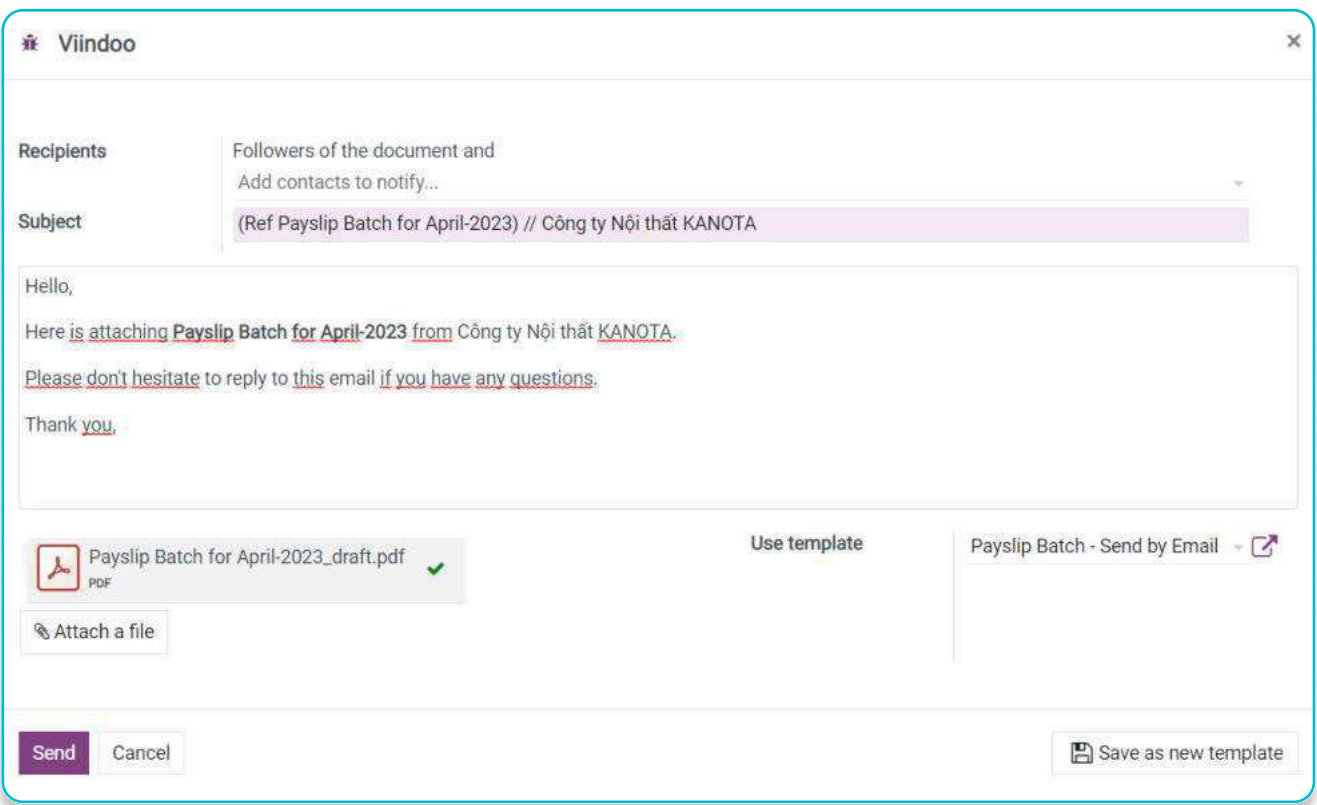 Viindoo
Recipients
Followers of the document and
Add contacts to notify...
Subject
(Ref Payslip Batch for April-2023) // Công ty Nội thất KANOTA
Hello,
Here is attaching Payslip Batch for April-2023 from Công ty Nội thất KANOTA.
Please don't hesitate to reply to this email if you have any questions.
Thank you,
Payslip Batch for April-2023_draft.pdf
PDF
Use template
Payslip Batch - Send by Email
Attach a file
Send
Cancel
Save as new template